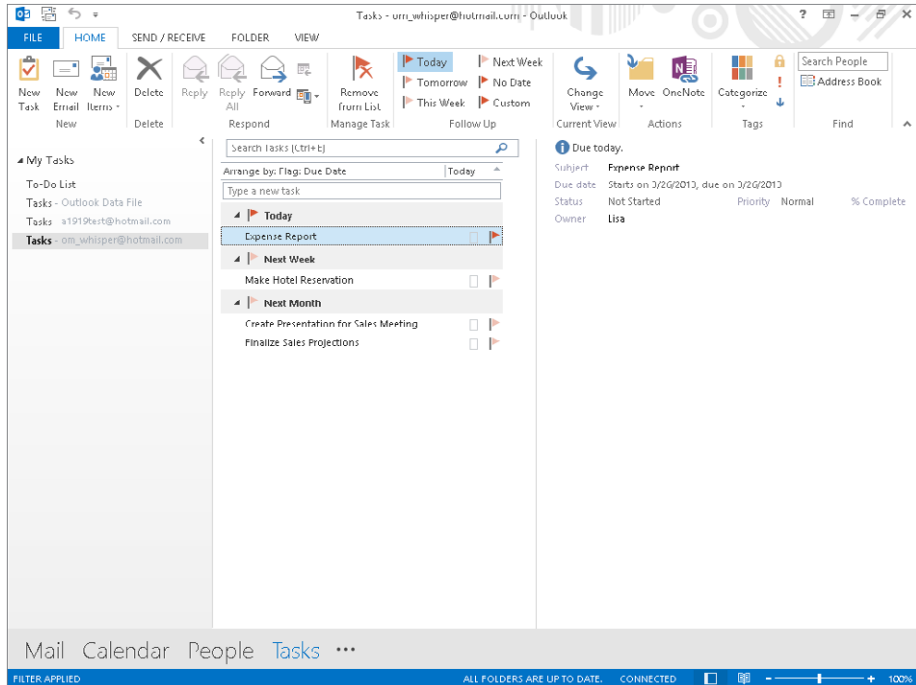 Tasks - om_whisper@hotmail.com - Outlook
FILE HOME SEND / RECEIVE FOLDER VIEW
New Task
New Email
New Items
Delete
Reply
Reply All
Forward
Remove from List
Today
Tomorrow
This Week
Next Week
No Date
Custom
Change View
Move
OneNote
Categorize
Search People
Address Book
New Delete Respond Manage Task Follow Up Current View Actions Tags Find
My Tasks
To-Do List
Tasks - Outlook Data File
Tasks a1919test@hotmail.com
Tasks - om_whisper@hotmail.com
Search Tasks (Ctrl+E)
Arrange by: Flag: Due Date Today
Type a new task
Today
Expense Report
Next Week
Make Hotel Reservation
Next Month
Create Presentation for Sales Meeting
Finalize Sales Projections
Due today.
Subject Expense Report
Due date Starts on 3/26/2013, due on 3/26/2013
Status Not Started Priority Normal % Complete
Owner Lisa
Mail Calendar People Tasks •••
FILTER APPLIED ALL FOLDERS ARE UP TO DATE. CONNECTED 100%